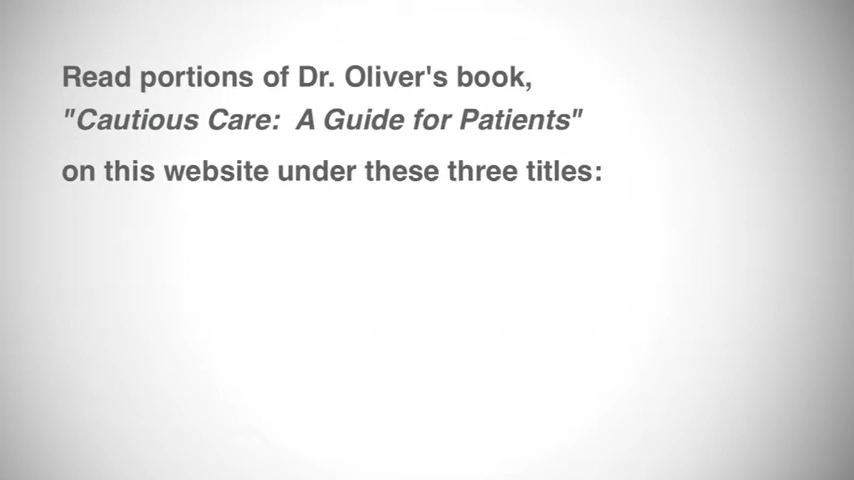 Read portions of Dr. Oliver's book,
"Cautious Care:  A Guide for Patients"
on this website under these three titles: